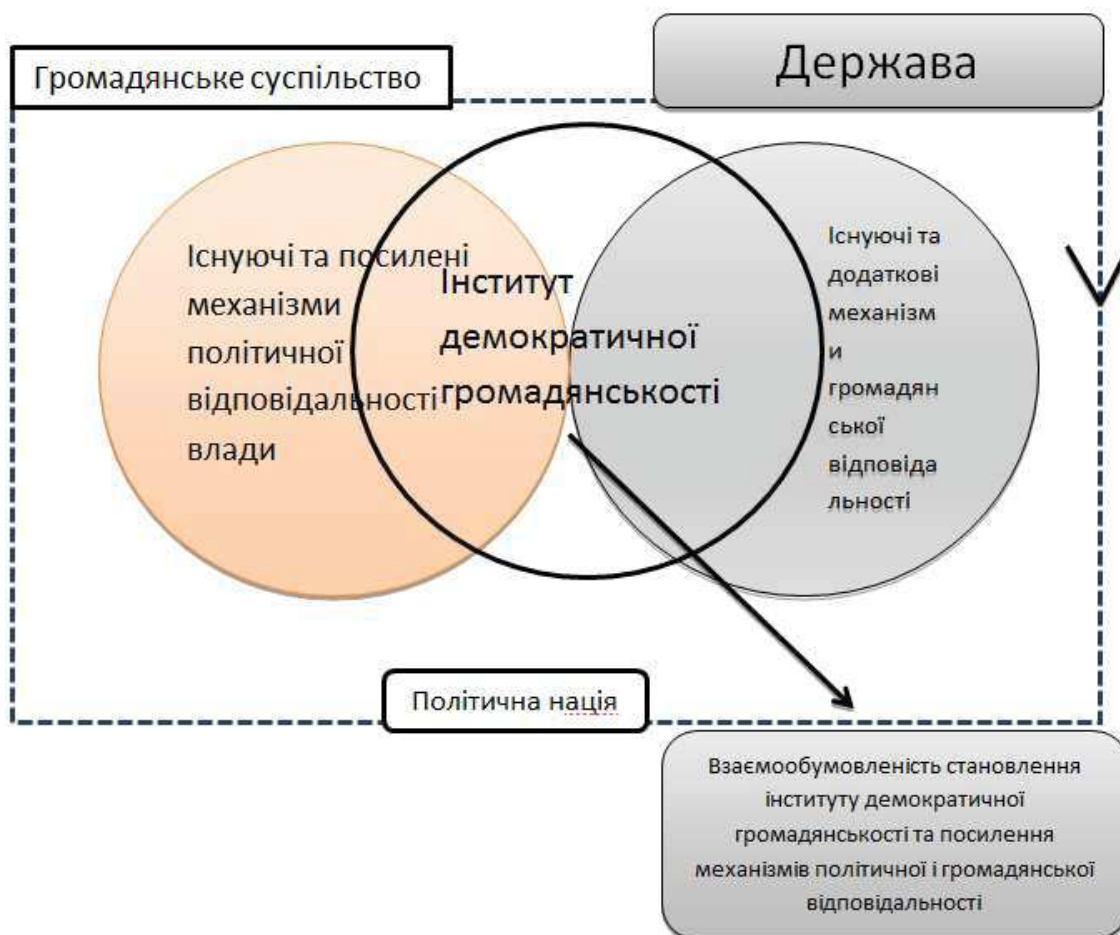 Громадянське суспільство
Держава
Існуючі та посилені
механізми
політичної
відповідальності
влади
Інститут
демократичної
громадянськості
Існуючі та
додаткові
механізм
и
громадян
ської
відповіда
льності
Політична нація
Взаємообумовленість становлення
інституту демократичної
громадянськості та посилення
механізмів політичної і громадянської
відповідальності